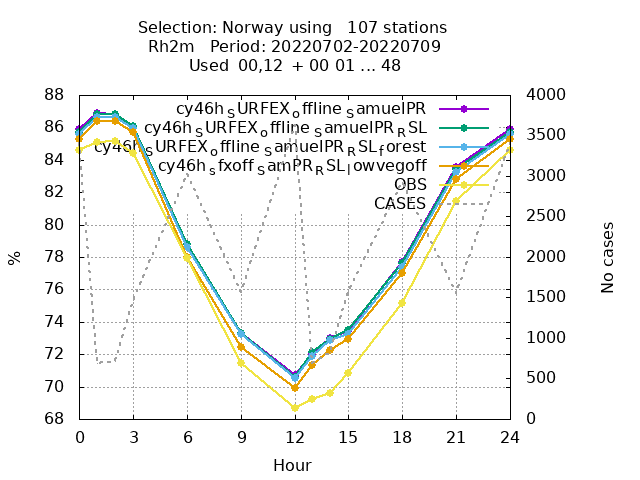 Selection: Norway using 107 stations
Rh2m Period: 20220702-20220709
Used 00,12 + 00 01 ... 48
88
86
84
82
80
78
76
74
72
70
68
%
cy46h_SURFEX_offline_SamuelPR
cy46h_SURFEX_offline_SamuelPR_RSL
cy46h_SURFEX_offline_SamuelPR_RSL_forest
cy46h_sfxoff_SamPR_RSL_lowvegoff
OBS
CASES
4000
3500
3000
2500
2000
1500
1000
500
0
No cases
0 3 6 9 12 15 18 21 24
Hour